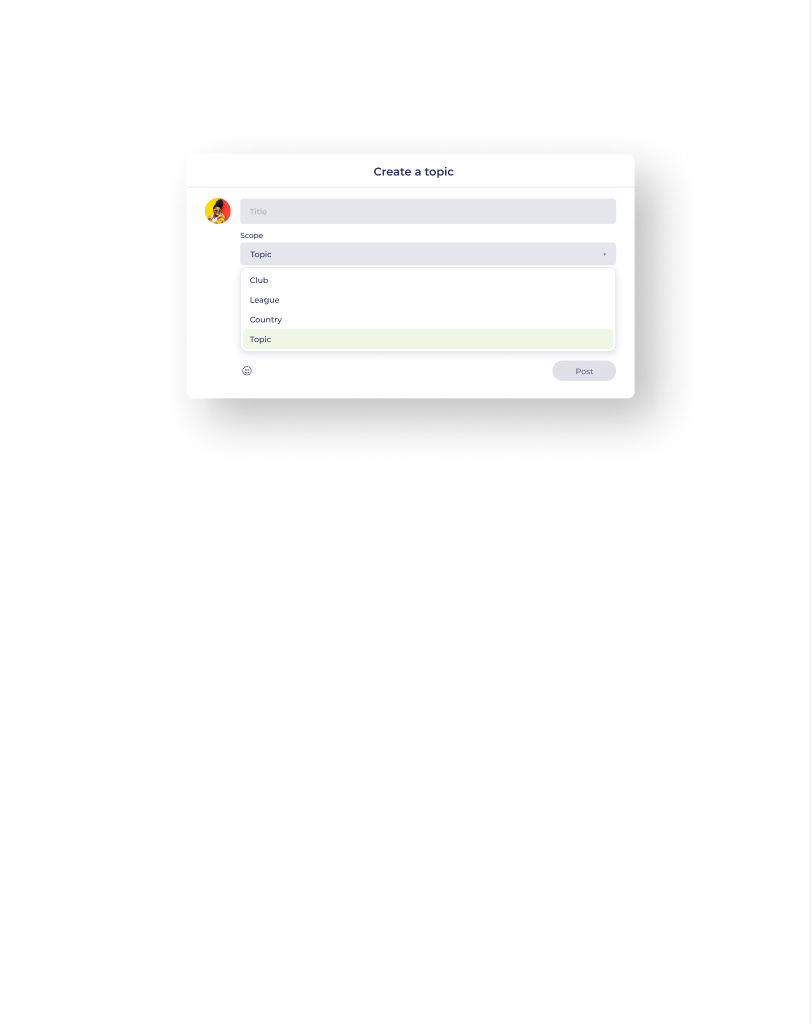 Create a topic
Title
Scope
Topic
Club
League
Country
Topic
Post